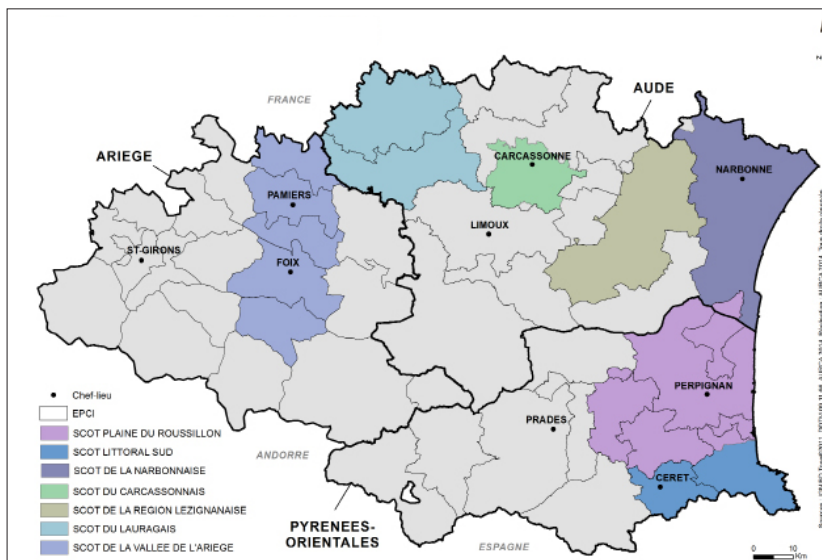 FRANCE
AUDE
ARIEGE
CARCASSONNE
NARBONNE
PAMIERS
LIMOUX
ST-GIRONS
FOIX
PERPIGNAN
PRADES
CERET
ANDORRE
PYRENEES-
ORIENTALES
ESPAGNE
Chef-lieu
EPCI
SCOT PLAINE DU ROUSSILLON
SCOT LITTORAL SUD
SCOT DE LA NARBONNAISE
SCOT DU CARCASSONNAIS
SCOT DE LA REGION LEZIGNANAISE
SCOT DU LAURAGAIS
SCOT DE LA VALLEE DE L'ARIEGE
0 10
Km